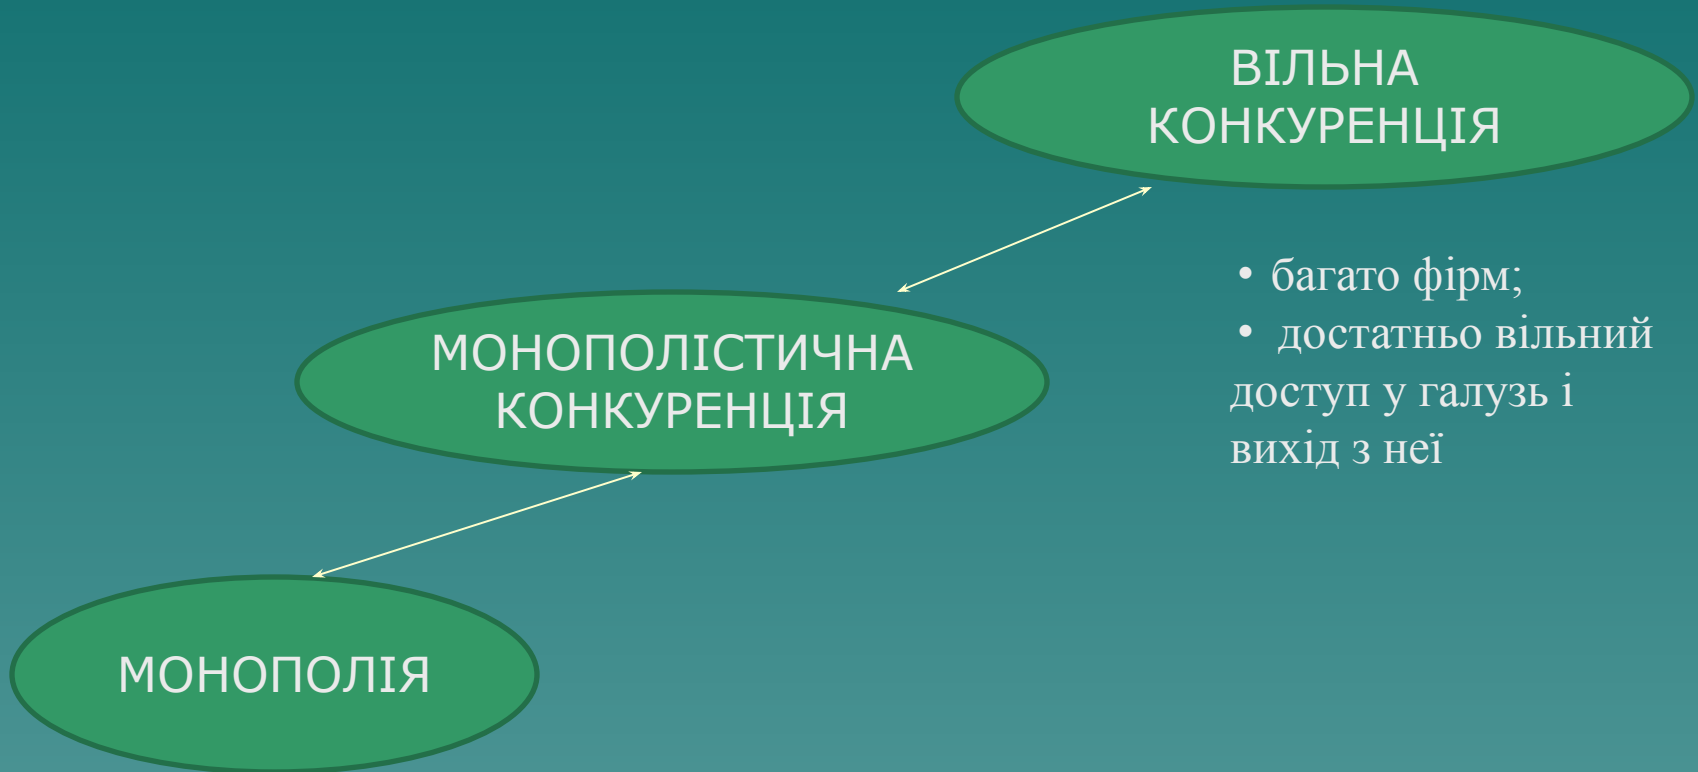 ВІЛЬНА
КОНКУРЕНЦІЯ
• багато фірм;
• достатньо вільний
доступ у галузь і
вихід з неї
МОНОПОЛІСТИЧНА
КОНКУРЕНЦІЯ
МОНОПОЛІЯ